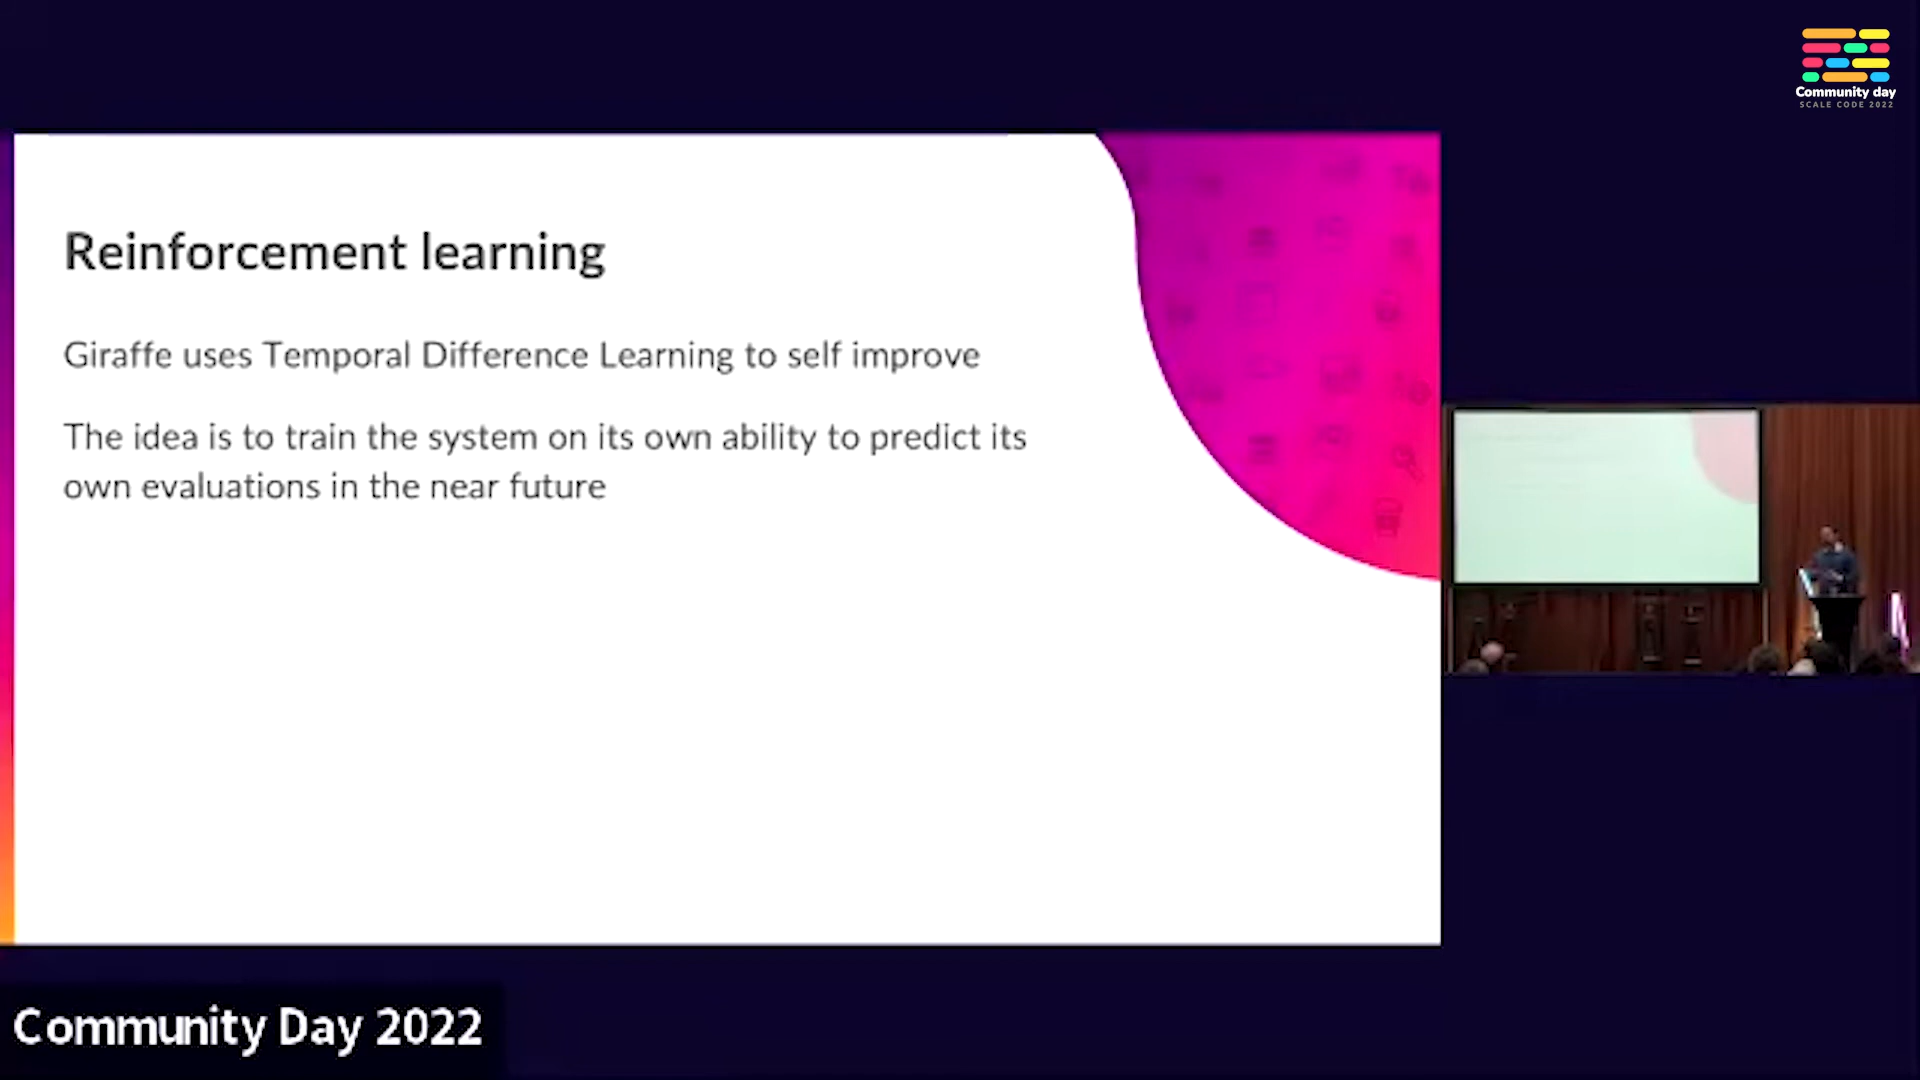 Community day
SCALE CODE 2022
Reinforcement learning
Giraffe uses Temporal Difference Learning to self improve
The idea is to train the system on its own ability to predict its
own evaluations in the near future
Community Day 2022